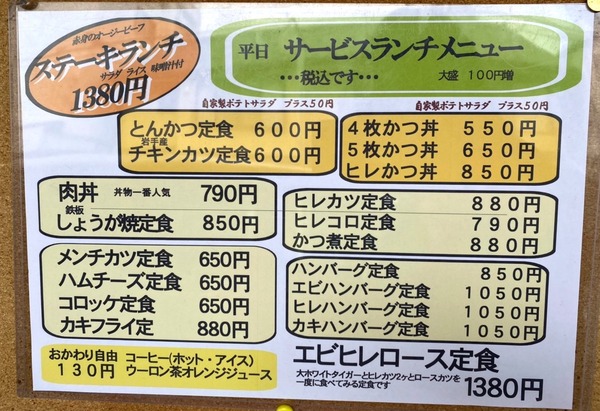 赤身のオージービーフ
ステーキランチ
サラダ ライス 味噌汁付
1380円
平日 サービスランチメニュー
・・・税込です・・・ 大盛 100円増
自家製ポテトサラダ プラス50円
とんかつ定食 600円
岩手産
チキンカツ定食 600円
自家製ポテトサラダ プラス50円
4枚かつ丼 550円
5枚かつ丼 650円
ヒレかつ丼 850円
肉丼 丼物一番人気 790円
鉄板
しょうが焼定食 850円
ヒレカツ定食 880円
ヒレコロ定食 790円
かつ煮定食 880円
メンチカツ定食 650円
ハムチーズ定食 650円
コロッケ定食 650円
カキフライ定 880円
ハンバーグ定食 850円
エビハンバーグ定食 1050円
ヒレハンバーグ定食 1050円
カキハンバーグ定食 1050円
おかわり自由 コーヒー(ホット・アイス)
130円 ウーロン茶オレンジジュース
エビヒレロース定食
大ホワイトタイガーとヒレカツ2ヶとロースカツを
一度に食べてみる定食です 1380円